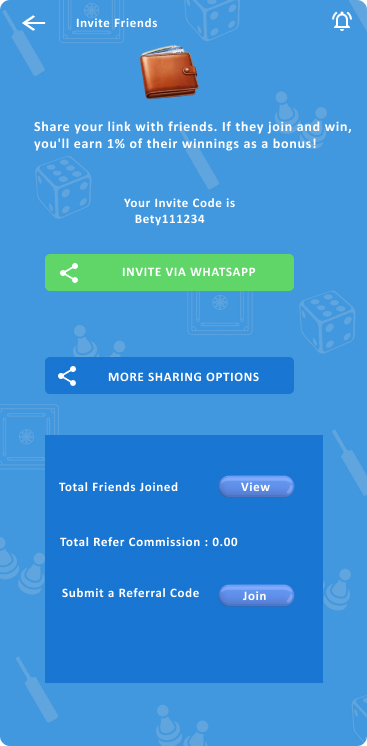 Invite Friends
Share your link with friends. If they join and win,
you'll earn 1% of their winnings as a bonus!
Your Invite Code is
Bety111234
INVITE VIA WHATSAPP
MORE SHARING OPTIONS
Total Friends Joined
View
Total Refer Commission : 0.00
Submit a Referral Code
Join